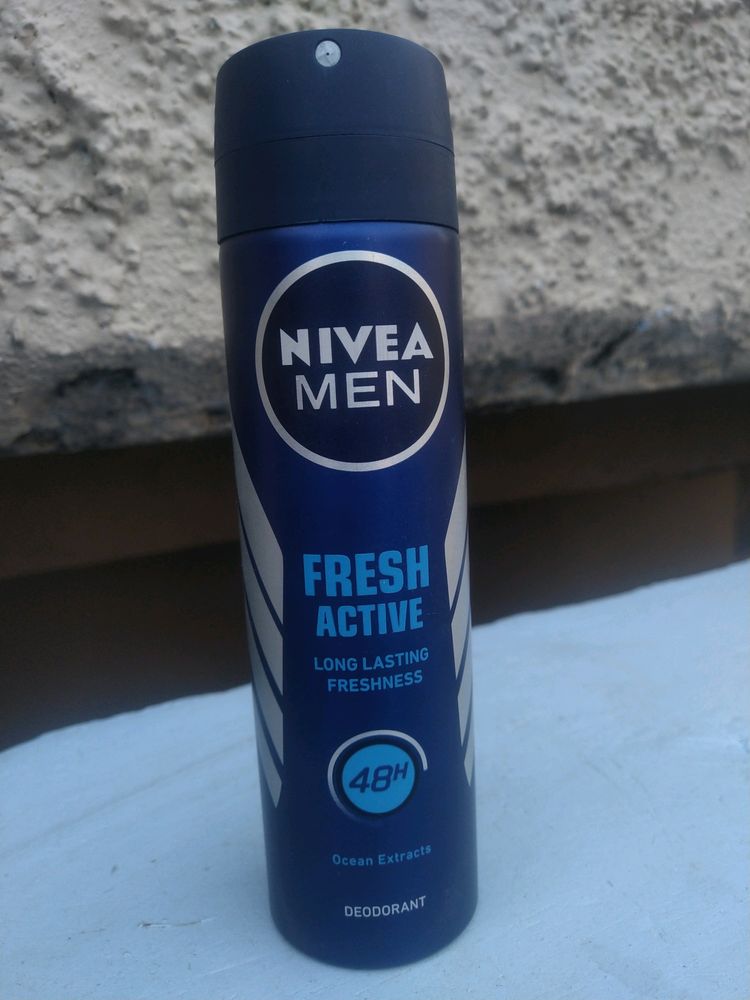 NIVEA
MEN
FRESH
ACTIVE
LONG LASTING
FRESHNESS
48H
Ocean Extracts
DEODORANT